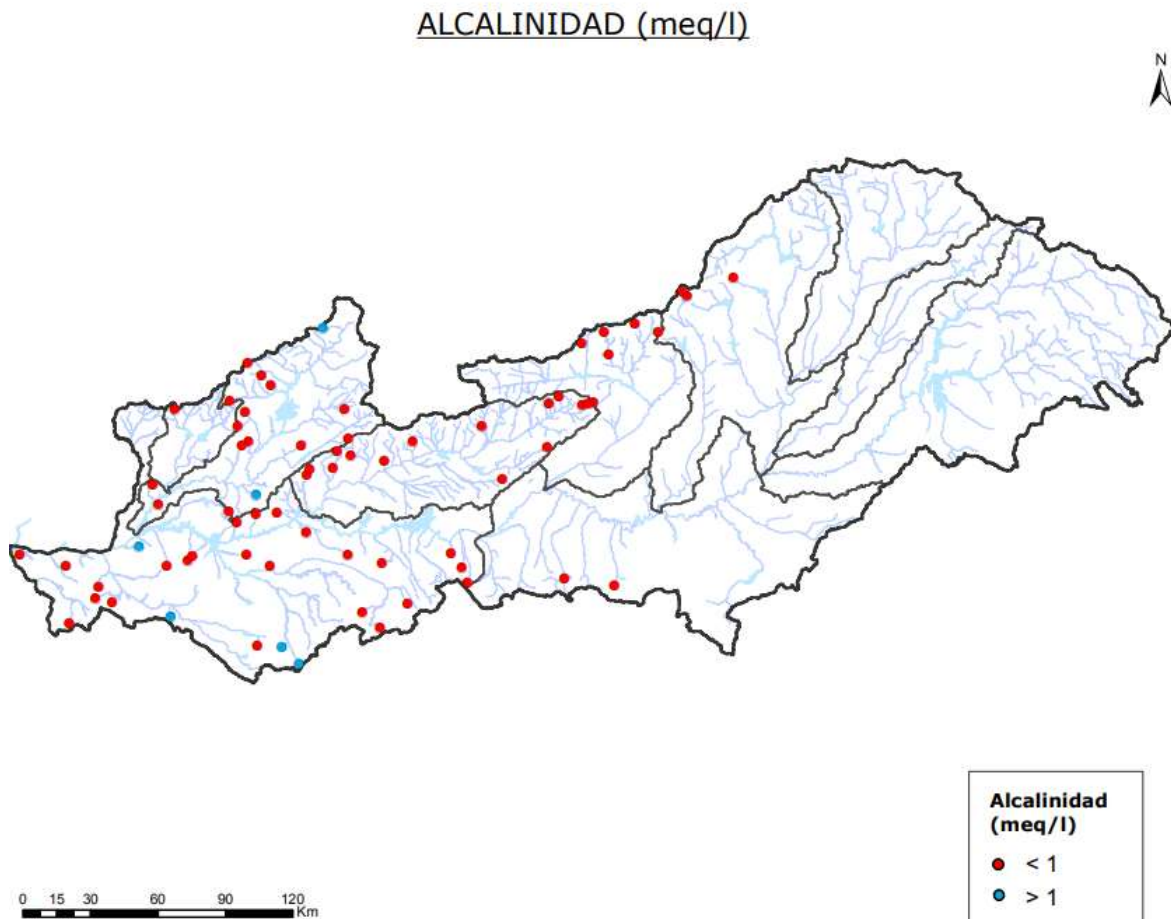 ALCALINIDAD (meq/l)
N
Alcalinidad
(meq/l)
< 1
> 1
0 15 30 60 90 120
Km